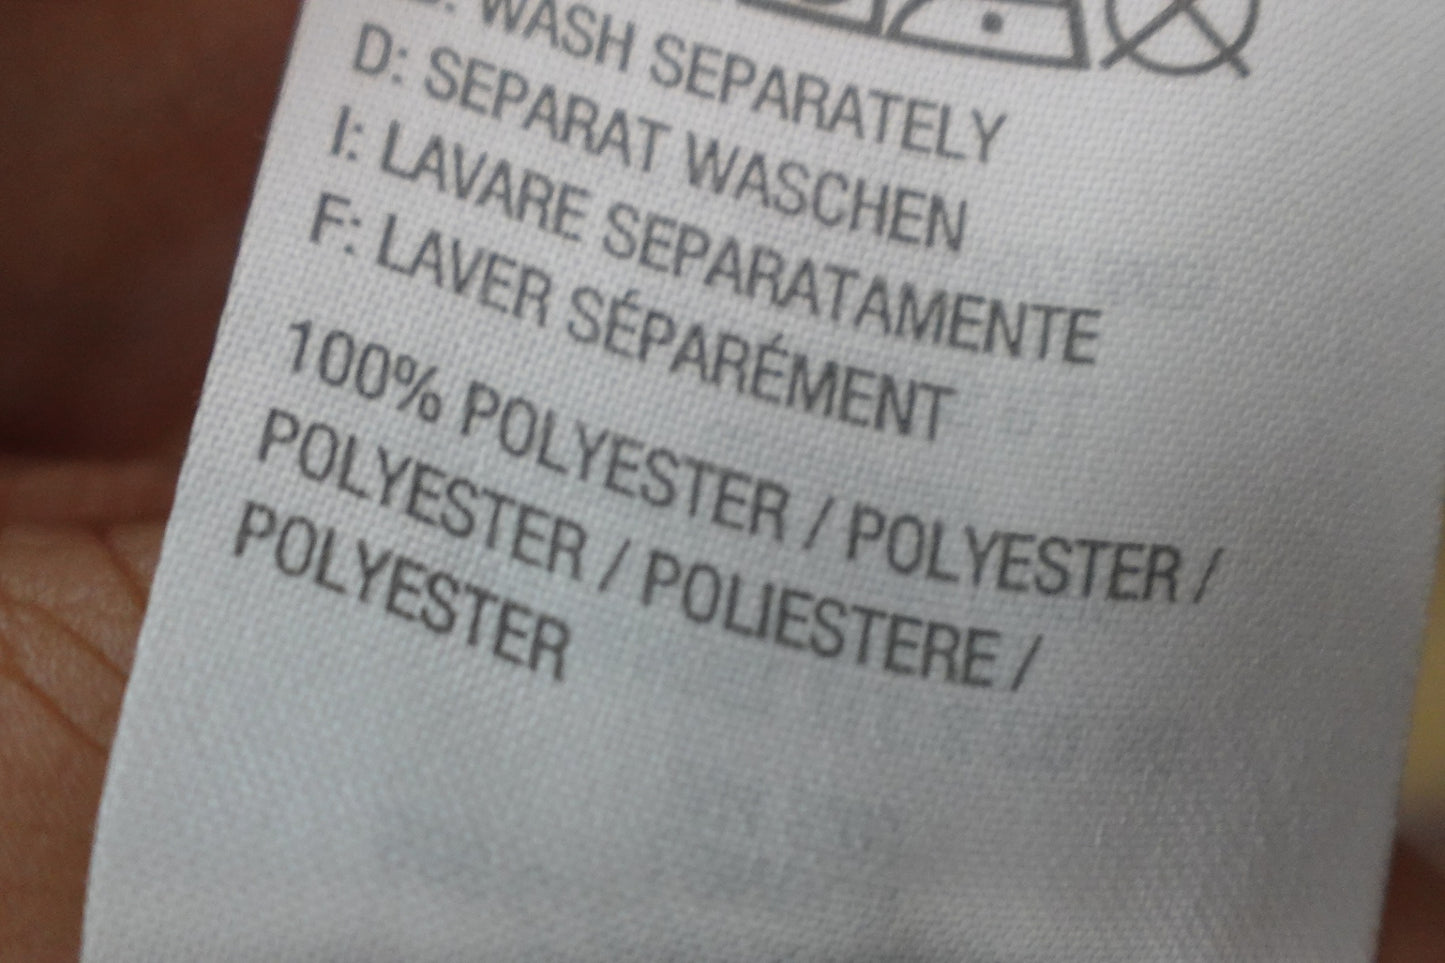 WASH SEPARATELY
D: SEPARAT WASCHEN
I: LAVARE SEPARATAMENTE
F: LAVER SÉPARÉMENT
100% POLYESTER / POLYESTER /
POLYESTER / POLIESTERE /
POLYESTER